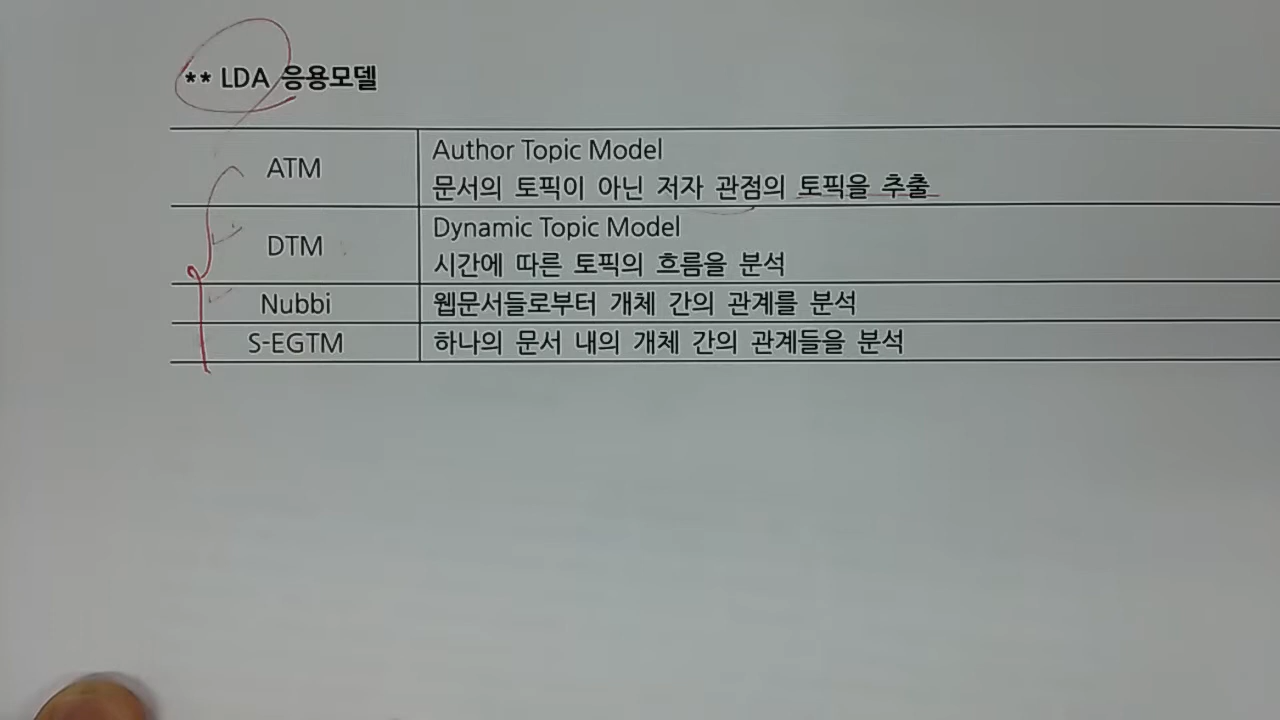 ** LDA 응용모델
ATM
Author Topic Model
문서의 토픽이 아닌 저자 관점의 토픽을 추출
DTM
Dynamic Topic Model
시간에 따른 토픽의 흐름을 분석
Nubbi 웹문서들로부터 개체 간의 관계를 분석
S-EGTM 하나의 문서 내의 개체 간의 관계들을 분석